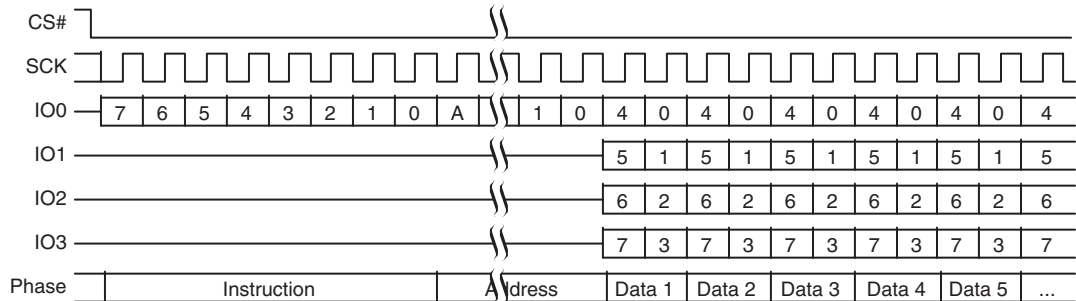 CS#
SCK
IO0 7 6 5 4 3 2 1 0 A 1 0 4 0 4 0 4 0 4 0 4 0 4
IO1 5 1 5 1 5 1 5 1 5 1 5
IO2 6 2 6 2 6 2 6 2 6 2 6
IO3 7 3 7 3 7 3 7 3 7 3 7
Phase Instruction Address Data 1 Data 2 Data 3 Data 4 Data 5 ...